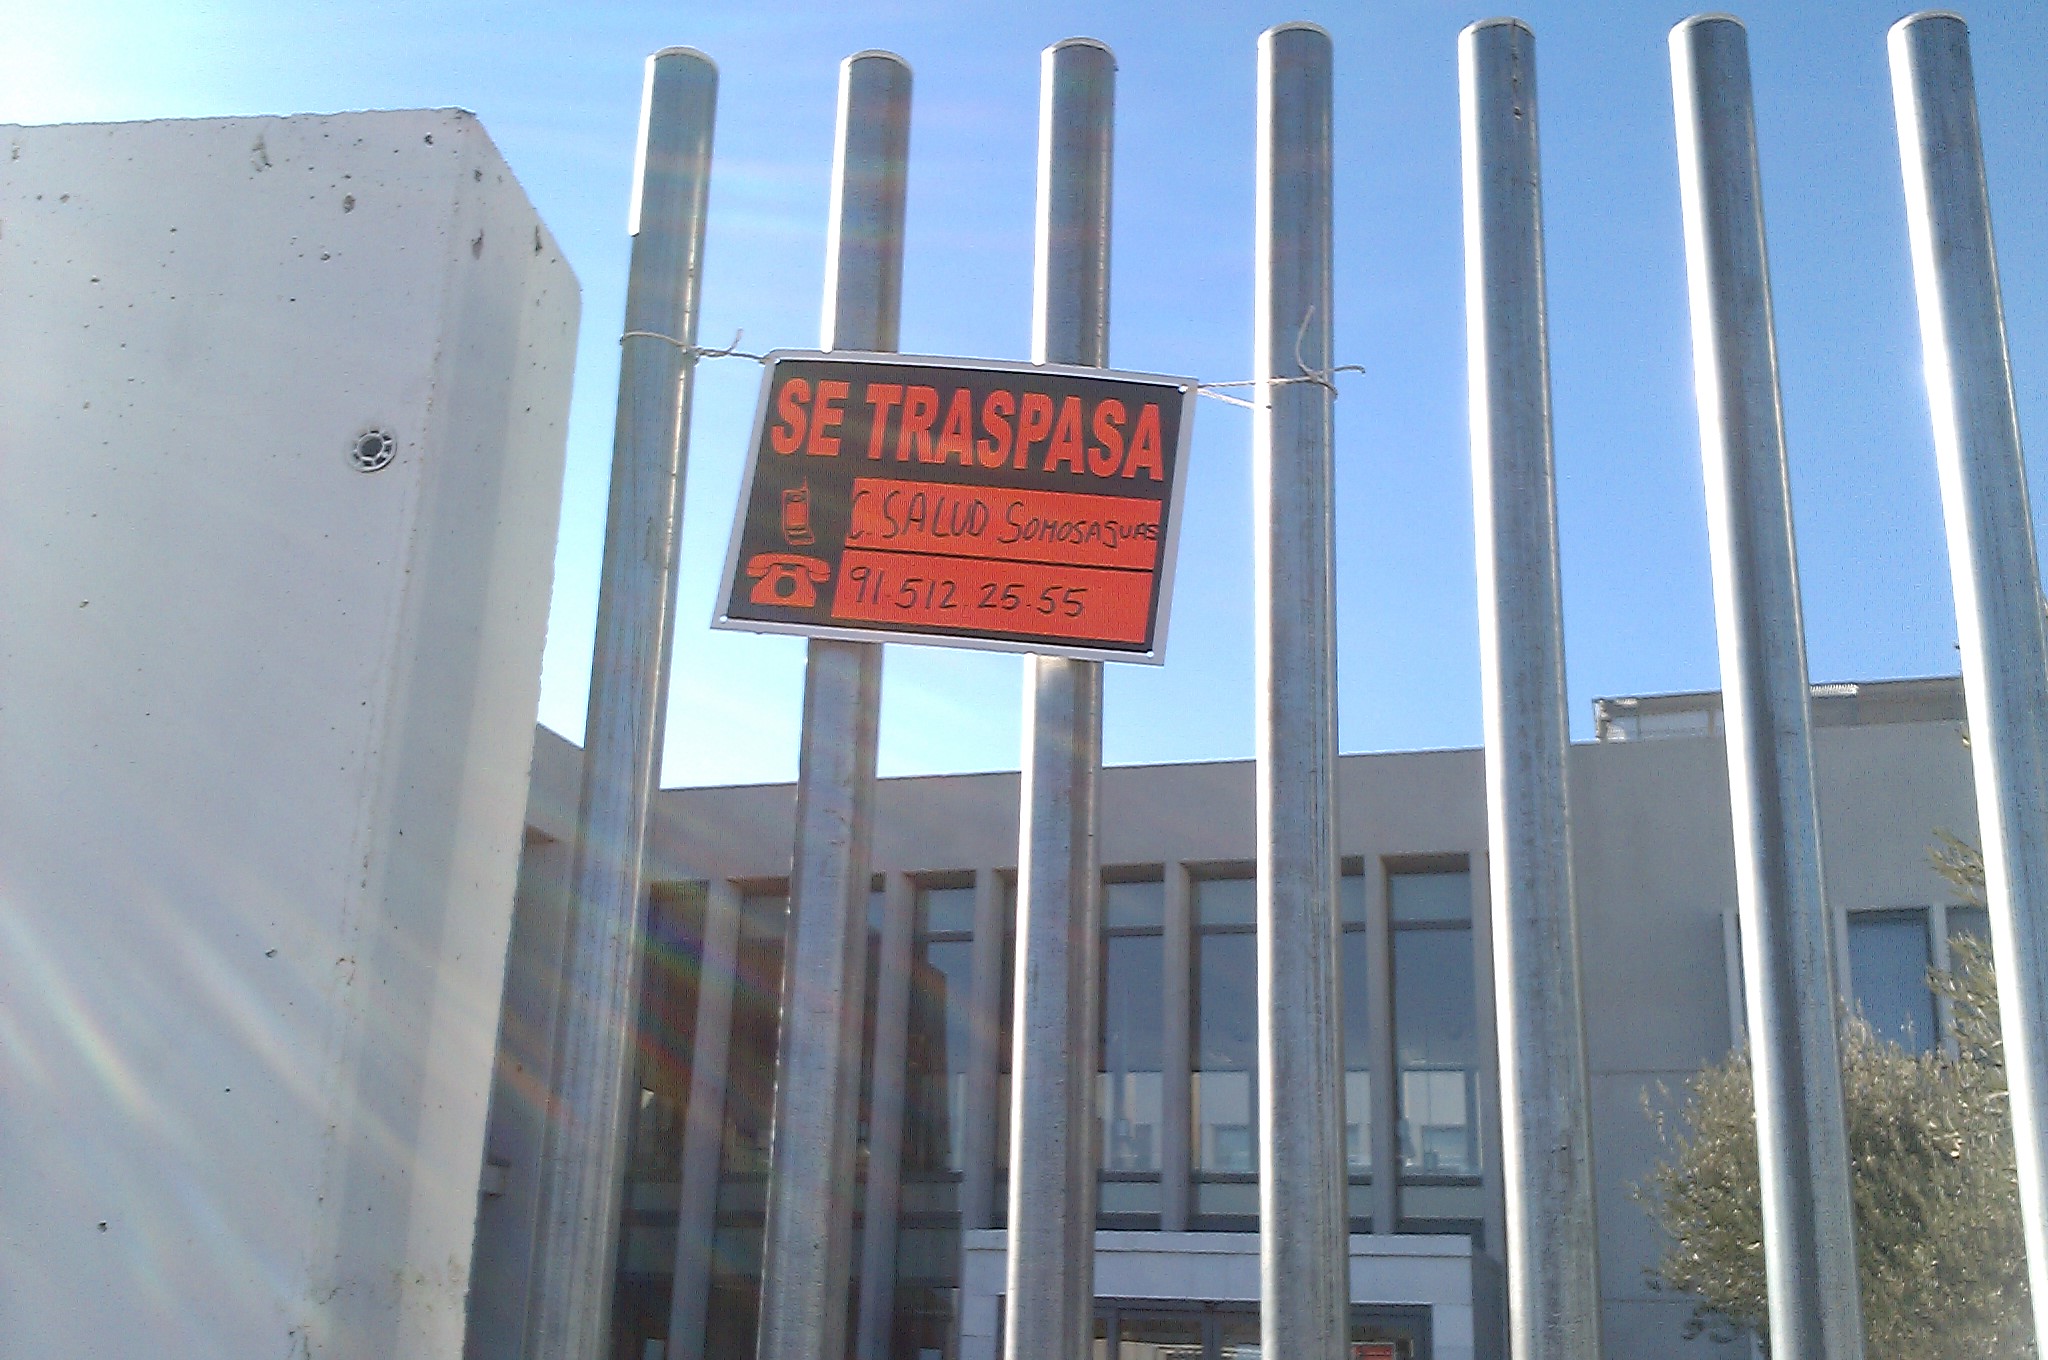 SE TRASPASA
C. SALUD SOMOSAGUAS
91.512.25.55